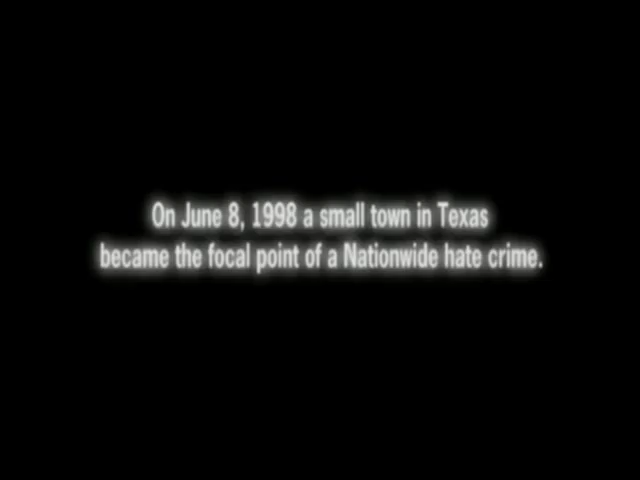 On June 8, 1998 a small town in Texas
became the focal point of a Nationwide hate crime.